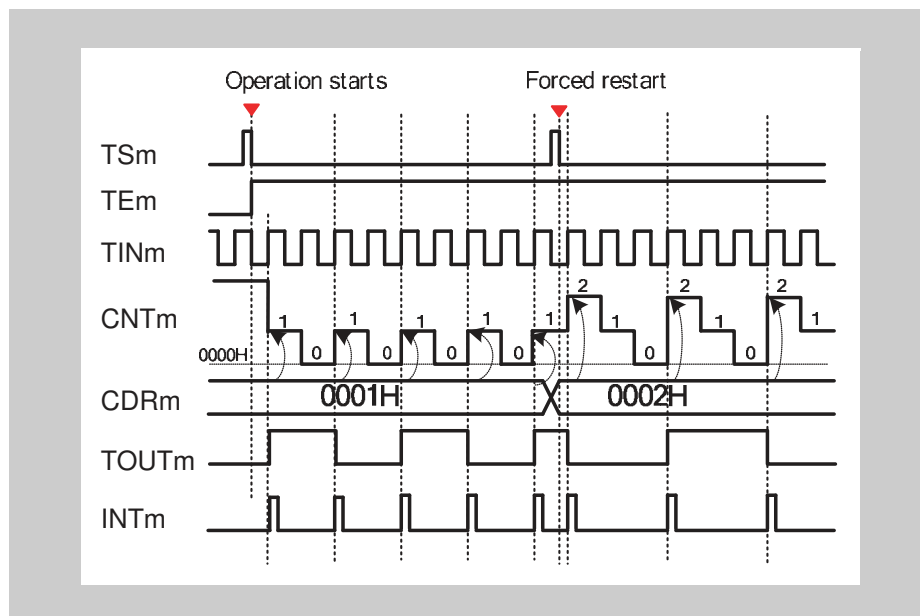 Operation starts Forced restart
TSm
TEm
TINm
CNTm
2 2 2
1 1 1 1 1 1 1 1
0 0 0 0 0 0
0000H
CDRm 0001H 0002H
TOUTm
INTm